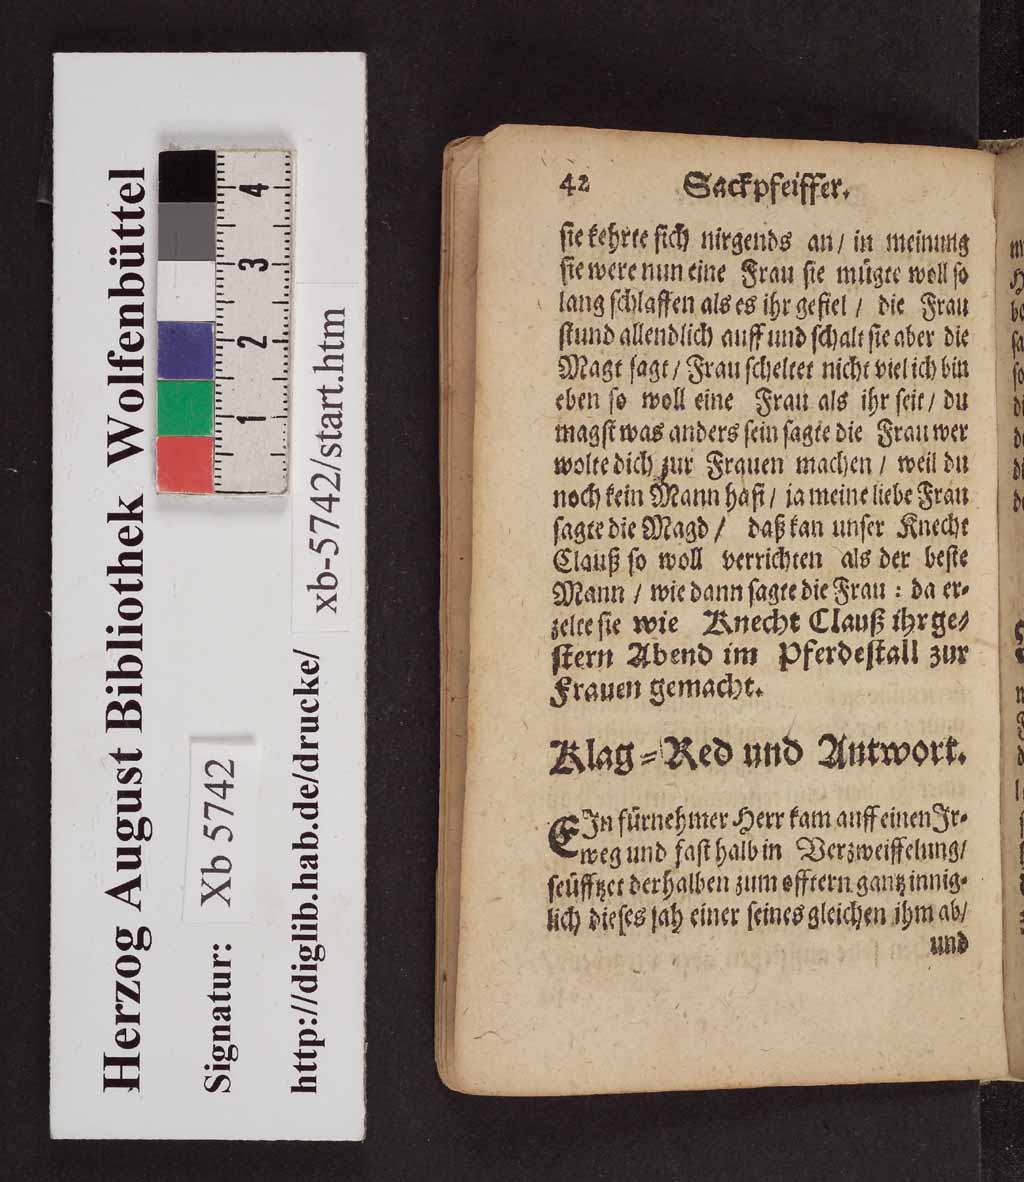 Herzog August Bibliothek Wolfenbüttel
Signatur: Xb 5742
http://diglib.hab.de/drucke/ xb-5742/start.htm
1 2 3 4
42 Sackpfeiffer.
sie kehrte sich nirgends an/ in meinung
sie were nun eine Frau sie mügte woll so
lang schlaffen als es ihr gefiel / die Frau
stund allendlich auff und schalt sie aber die
Magt sagt/ Frau scheltet nicht viel ich bin
eben so woll eine Frau als ihr seit/ du
magst was anders sein sagte die Frau wer
wolte dich zur Frauen machen / weil du
noch kein Mann hast/ ja meine liebe Frau
sagte die Magd / daß kan unser Knecht
Clauß so woll verrichten als der beste
Mann / wie dann sagte die Frau : da er-
zelte sie wie Knecht Clauß ihr ge-
stern Abend im Pferdestall zur
Frauen gemacht.
Klag-Red und Antwort.
EIn fürnehmer Herr kam auff einen Jr-
weg und fast halb in Verzweiffelung/
seüfftzet derhalben zum öfftern gantz innig-
lich dieses sah einer seines gleichen ihm ab/
und